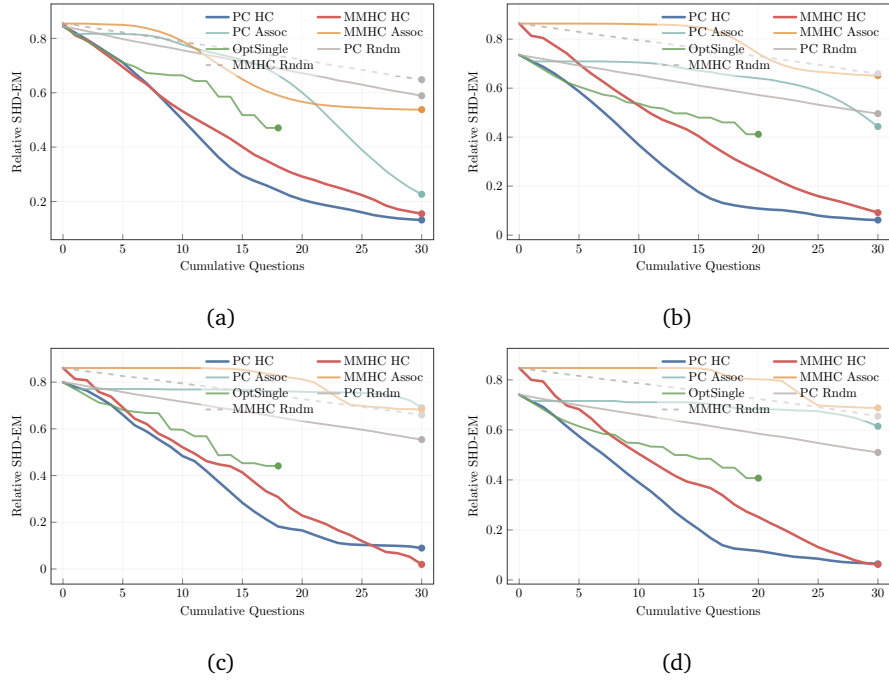 0.8
0.6
0.4
0.2
Relative SHD-EM
0 5 10 15 20 25 30
Cumulative Questions
PC HC MMHC HC
PC Assoc MMHC Assoc
OptSingle PC Rndm
MMHC Rndm
(a)
0.8
0.6
0.4
0.2
0
Relative SHD-EM
0 5 10 15 20 25 30
Cumulative Questions
PC HC MMHC HC
PC Assoc MMHC Assoc
OptSingle PC Rndm
MMHC Rndm
(b)
0.8
0.6
0.4
0.2
0
Relative SHD-EM
0 5 10 15 20 25 30
Cumulative Questions
PC HC MMHC HC
PC Assoc MMHC Assoc
OptSingle PC Rndm
MMHC Rndm
(c)
0.8
0.6
0.4
0.2
0
Relative SHD-EM
0 5 10 15 20 25 30
Cumulative Questions
PC HC MMHC HC
PC Assoc MMHC Assoc
OptSingle PC Rndm
MMHC Rndm
(d)